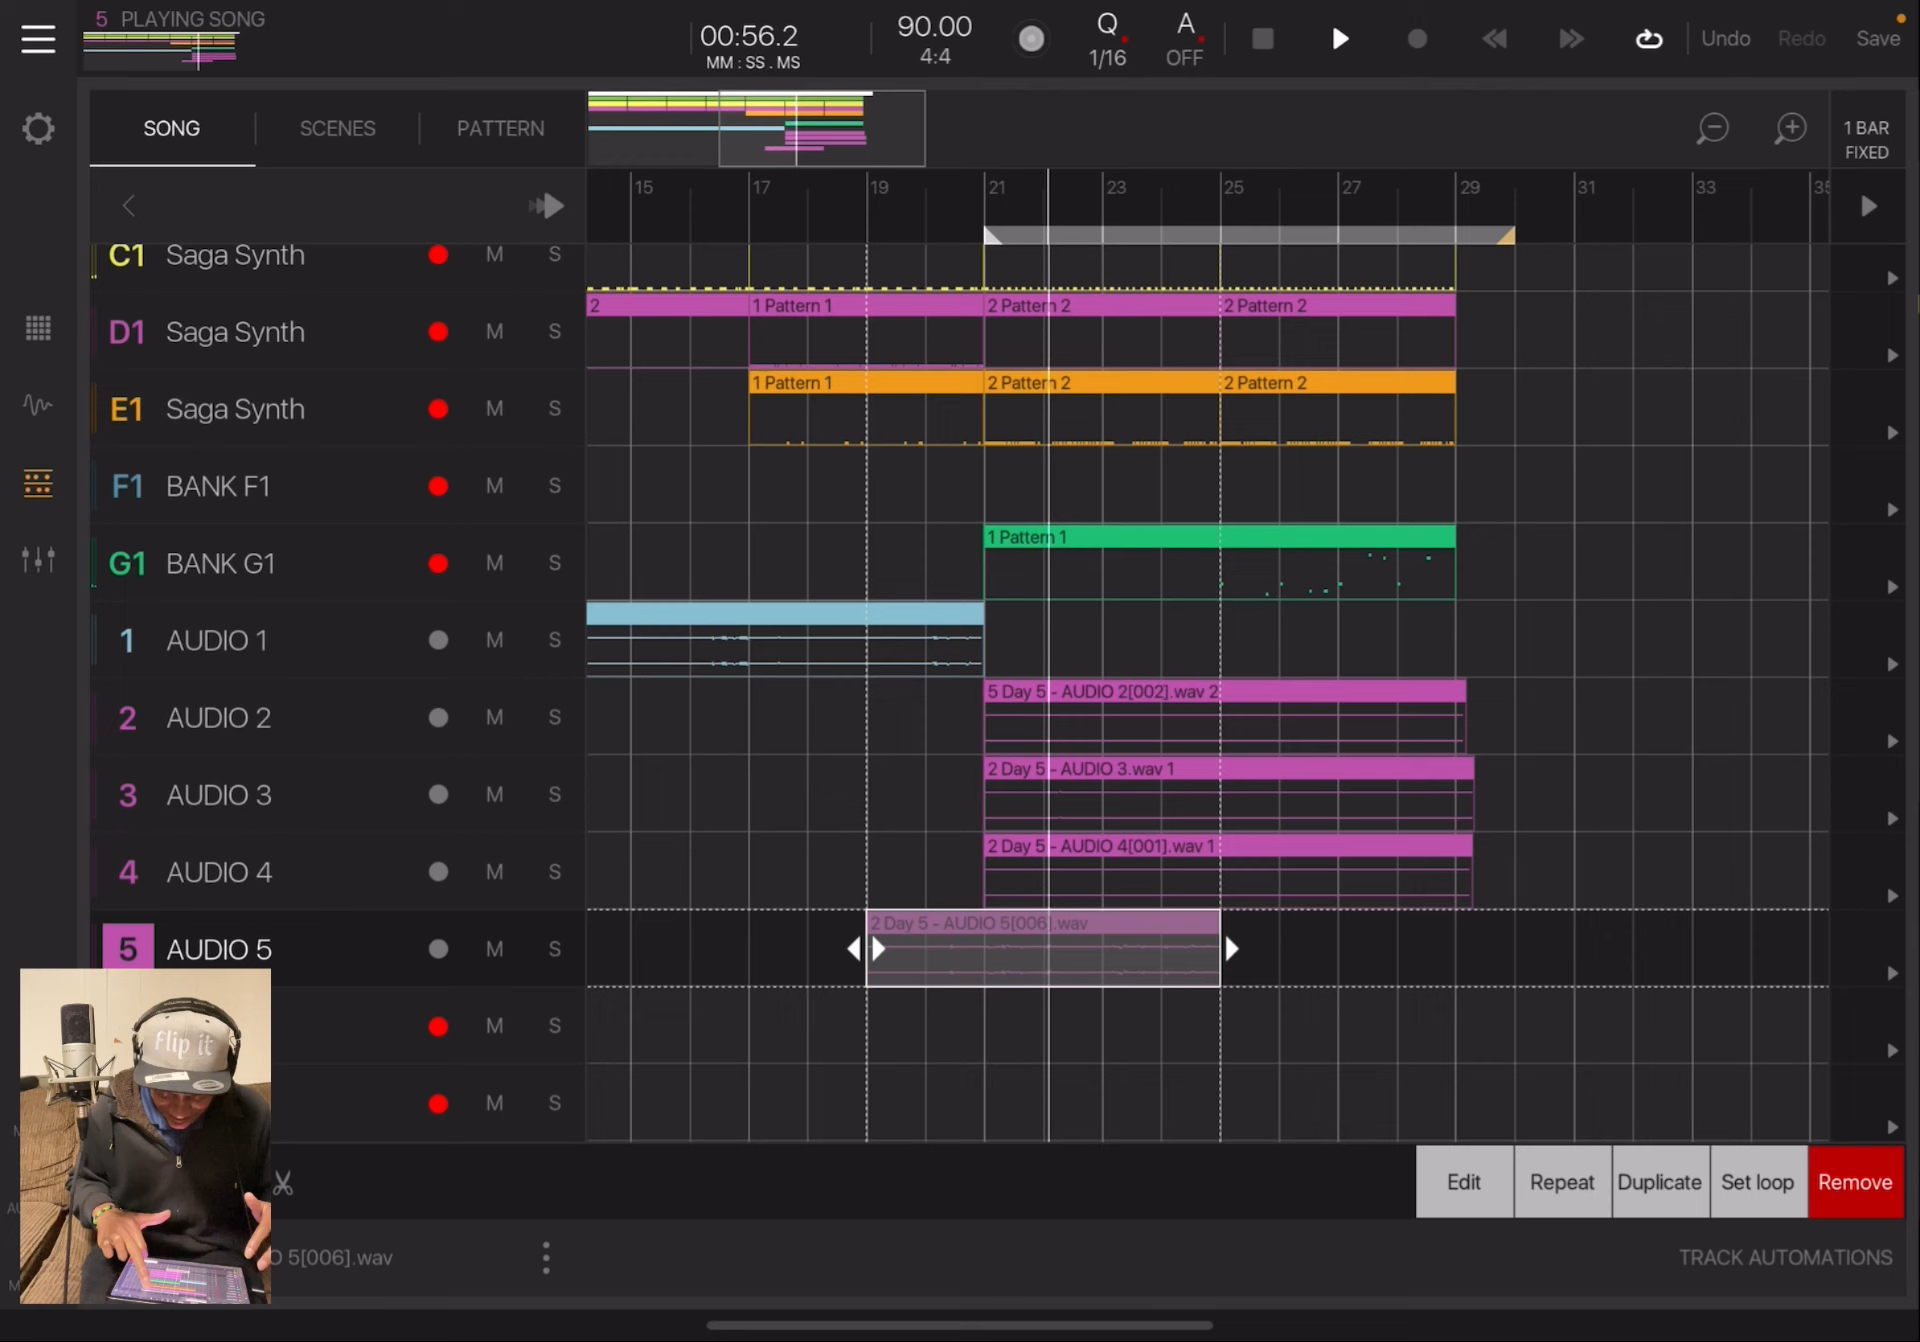 5 PLAYING SONG
00:56.2
MM : SS . MS
90.00
4:4
Q
1/16
A
OFF
Undo
Redo
Save
SONG
SCENES
PATTERN
1 BAR
FIXED
15
17
19
21
23
25
27
29
31
33
35
C1 Saga Synth M S
D1 Saga Synth M S
2
1 Pattern 1
2 Pattern 2
2 Pattern 2
E1 Saga Synth M S
1 Pattern 1
2 Pattern 2
2 Pattern 2
F1 BANK F1 M S
G1 BANK G1 M S
1 Pattern 1
1 AUDIO 1 M S
2 AUDIO 2 M S
5 Day 5 - AUDIO 2[002].wav 2
3 AUDIO 3 M S
2 Day 5 - AUDIO 3.wav 1
4 AUDIO 4 M S
2 Day 5 - AUDIO 4[001].wav 1
5 AUDIO 5 M S
2 Day 5 - AUDIO 5[006].wav
M S
M S
Flip it
Edit
Repeat
Duplicate
Set loop
Remove
O 5[006].wav
TRACK AUTOMATIONS